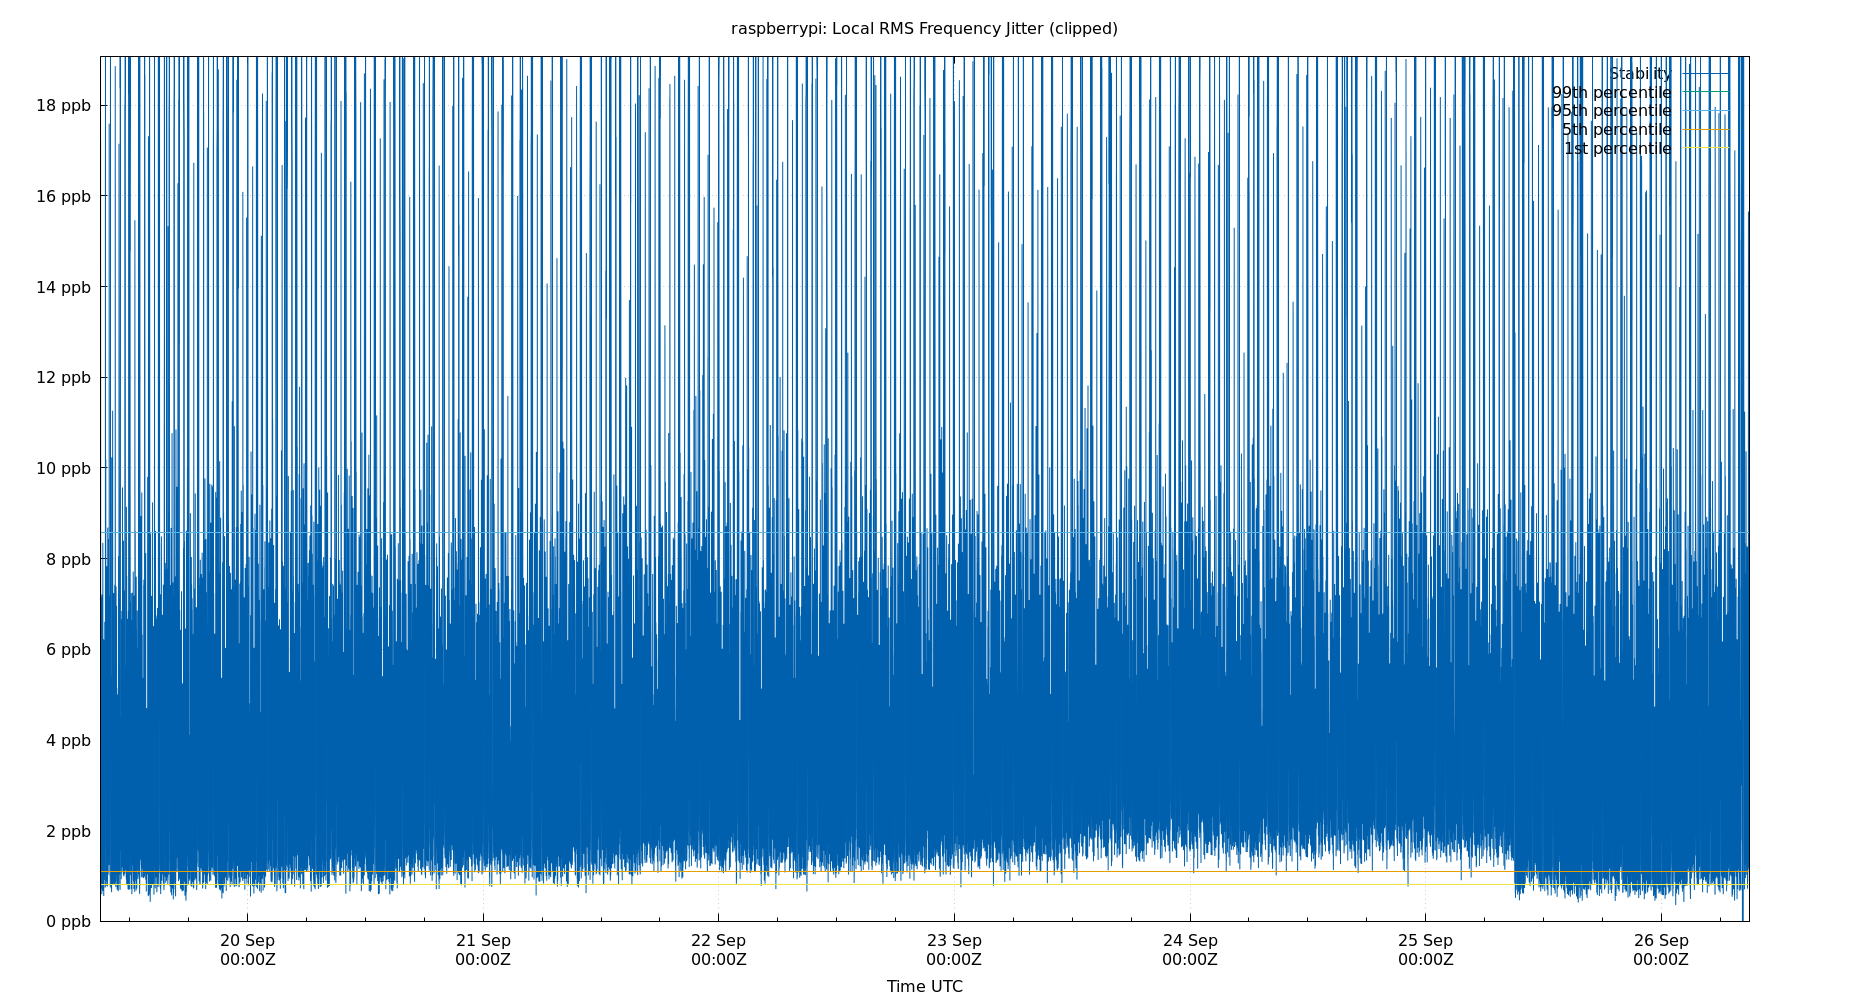 raspberrypi: Local RMS Frequency Jitter (clipped)
Stability
99th percentile
95th percentile
5th percentile
1st percentile
18 ppb
16 ppb
14 ppb
12 ppb
10 ppb
8 ppb
6 ppb
4 ppb
2 ppb
0 ppb
20 Sep
00:00Z
21 Sep
00:00Z
22 Sep
00:00Z
23 Sep
00:00Z
24 Sep
00:00Z
25 Sep
00:00Z
26 Sep
00:00Z
Time UTC